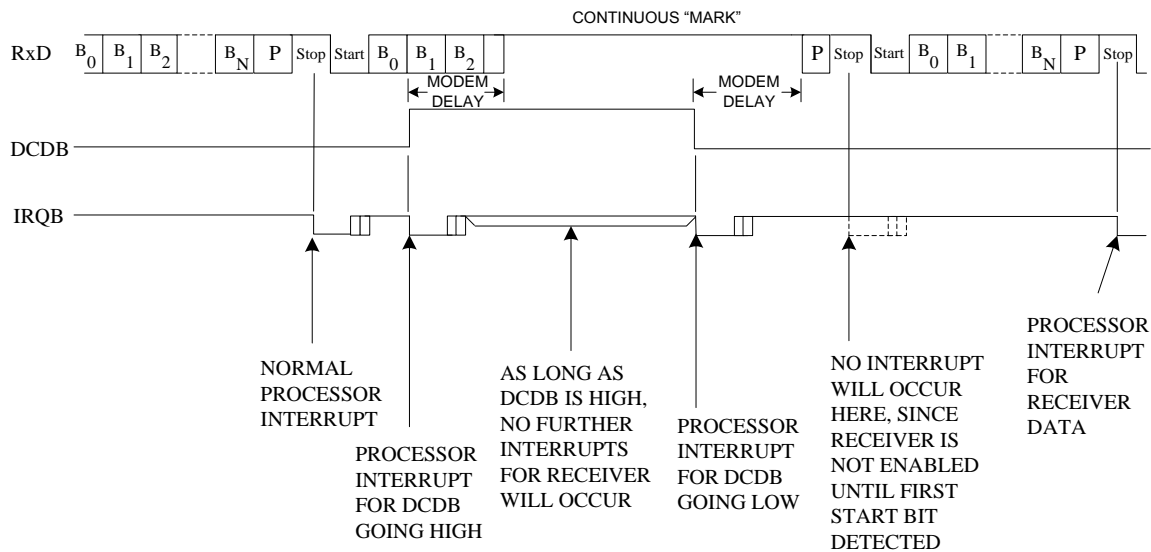 CONTINUOUS “MARK”
RxD B0 B1 B2 BN P Stop Start B0 B1 B2 P Stop Start B0 B1 BN P Stop
MODEM
DELAY
MODEM
DELAY
DCDB
IRQB
NORMAL
PROCESSOR
INTERRUPT
PROCESSOR
INTERRUPT
FOR DCDB
GOING HIGH
AS LONG AS
DCDB IS HIGH,
NO FURTHER
INTERRUPTS
FOR RECEIVER
WILL OCCUR
PROCESSOR
INTERRUPT
FOR DCDB
GOING LOW
NO INTERRUPT
WILL OCCUR
HERE, SINCE
RECEIVER IS
NOT ENABLED
UNTIL FIRST
START BIT
DETECTED
PROCESSOR
INTERRUPT
FOR
RECEIVER
DATA